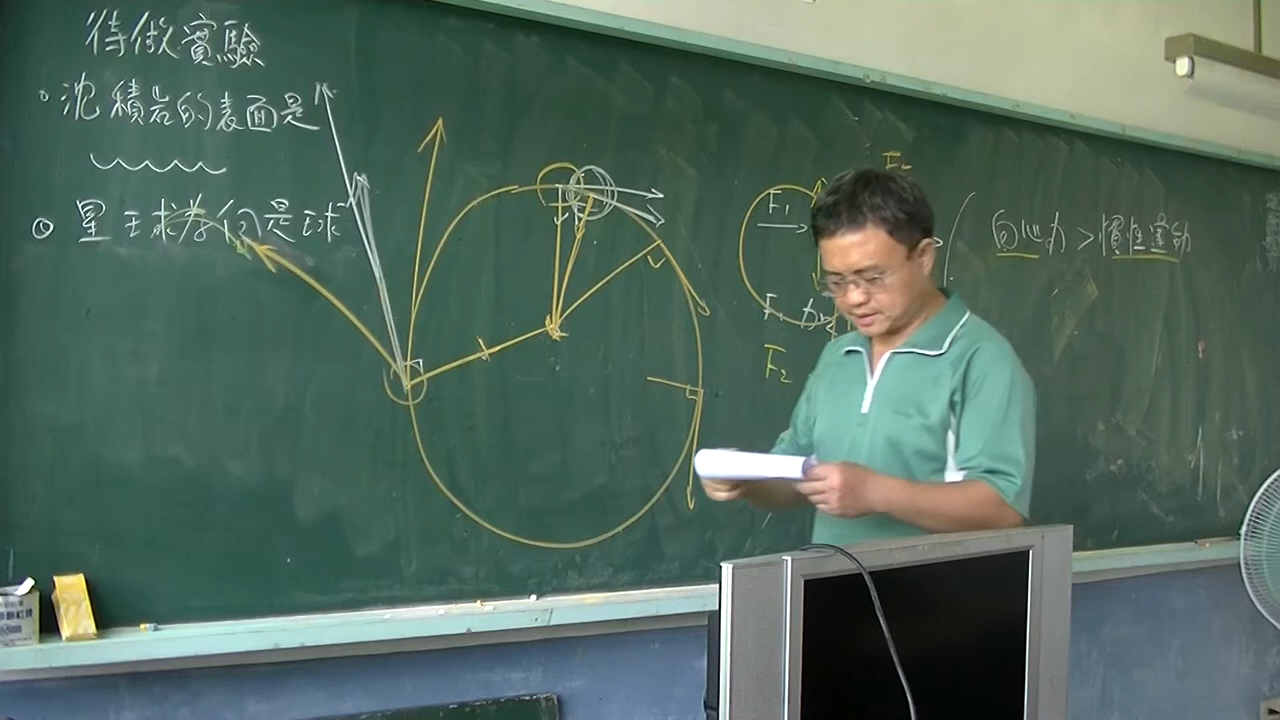 待做實驗
。沈積岩的表面是
。星球為何是球
F₂
F₁
向心力 > 慣性運動
F₁
F₂